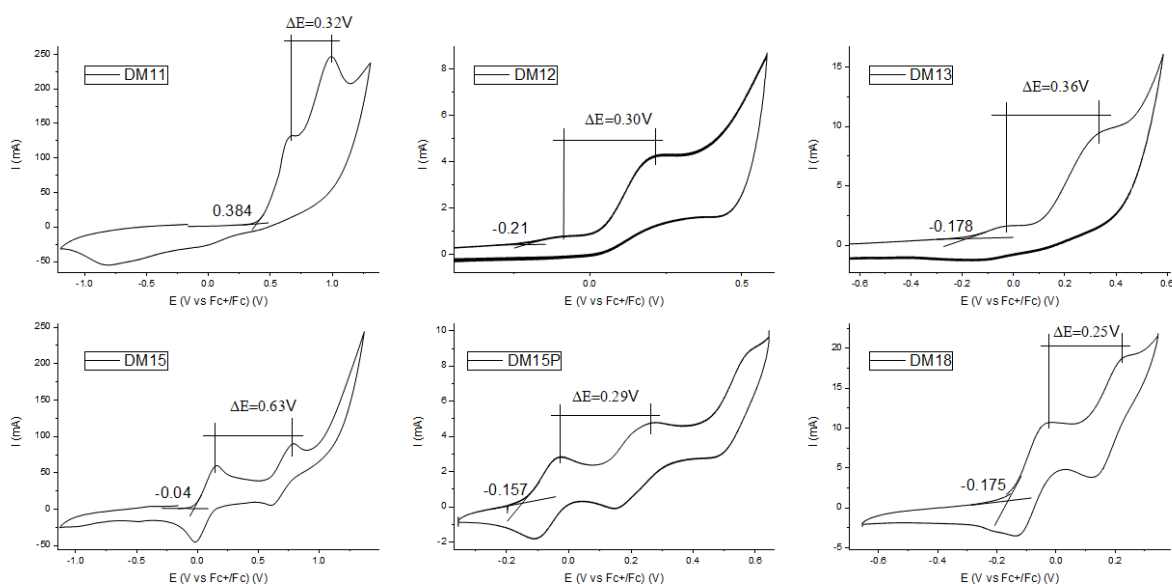 ΔE=0.32V
DM11
0.384
I (mA)
250
200
150
100
50
0
-50
-1.0 -0.5 0.0 0.5 1.0
E (V vs Fc+/Fc) (V)
DM12
ΔE=0.30V
-0.21
I (mA)
8
6
4
2
0
0.0 0.5
E (V vs Fc+/Fc) (V)
DM13
ΔE=0.36V
-0.178
I (mA)
15
10
5
0
-0.6 -0.4 -0.2 0.0 0.2 0.4 0.6
E (V vs Fc+/Fc) (V)
DM15
ΔE=0.63V
-0.04
I (mA)
250
200
150
100
50
0
-50
-1.0 -0.5 0.0 0.5 1.0
E (V vs Fc+/Fc) (V)
DM15P
ΔE=0.29V
-0.157
I (mA)
10
8
6
4
2
0
-2
-0.2 0.0 0.2 0.4 0.6
E (V vs Fc+/Fc) (V)
DM18
ΔE=0.25V
-0.175
I (mA)
20
15
10
5
0
-5
-0.6 -0.4 -0.2 0.0 0.2
E (V vs Fc+/Fc) (V)